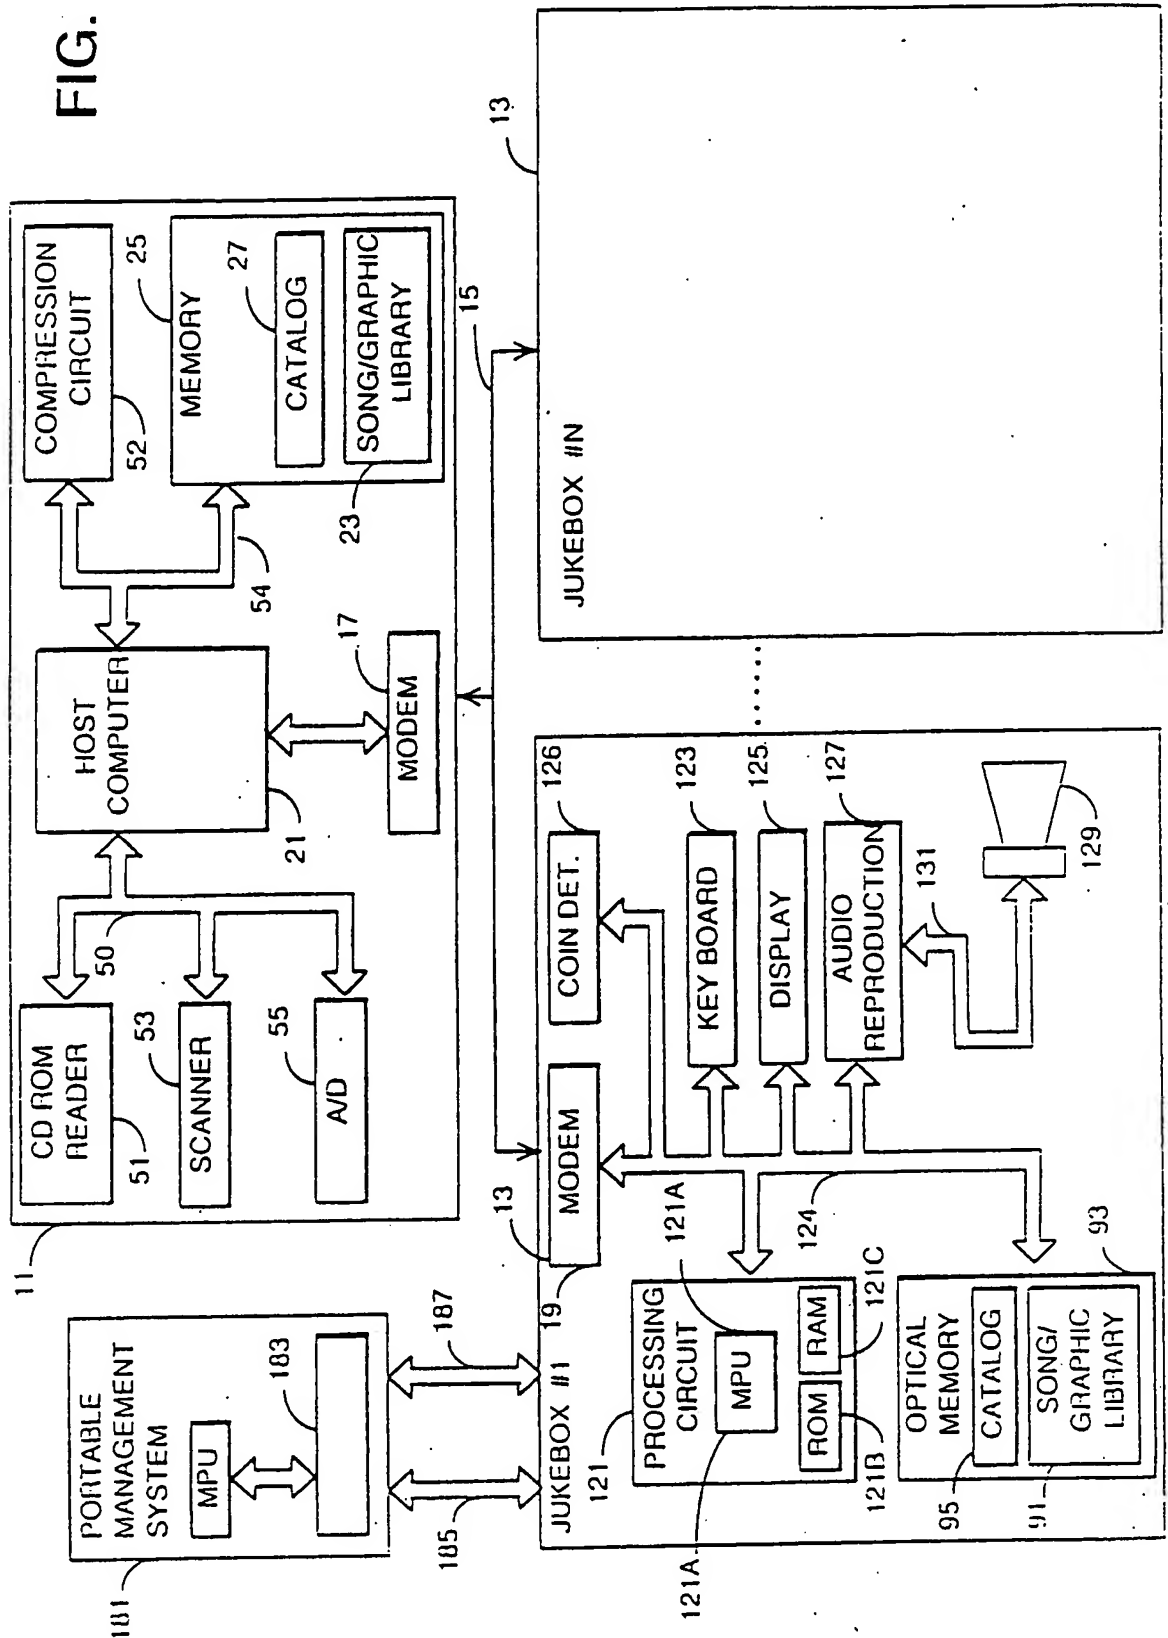 FIG.
11
CD ROM
READER
51
SCANNER
53
A/D
55
50
HOST
COMPUTER
21
MODEM
17
COMPRESSION
CIRCUIT
52
54
MEMORY
25
CATALOG
27
SONG/GRAPHIC
LIBRARY
23
15
PORTABLE
MANAGEMENT
SYSTEM
MPU
183
181
185
187
JUKEBOX #1
13
MODEM
19
COIN DET.
126
KEY BOARD
123
DISPLAY
125
AUDIO
REPRODUCTION
127
131
129
124
PROCESSING
CIRCUIT
121
MPU
121A
121A
ROM
RAM
121B
121C
OPTICAL
MEMORY
CATALOG
SONG/
GRAPHIC
LIBRARY
93
95
91
......
JUKEBOX #N
13